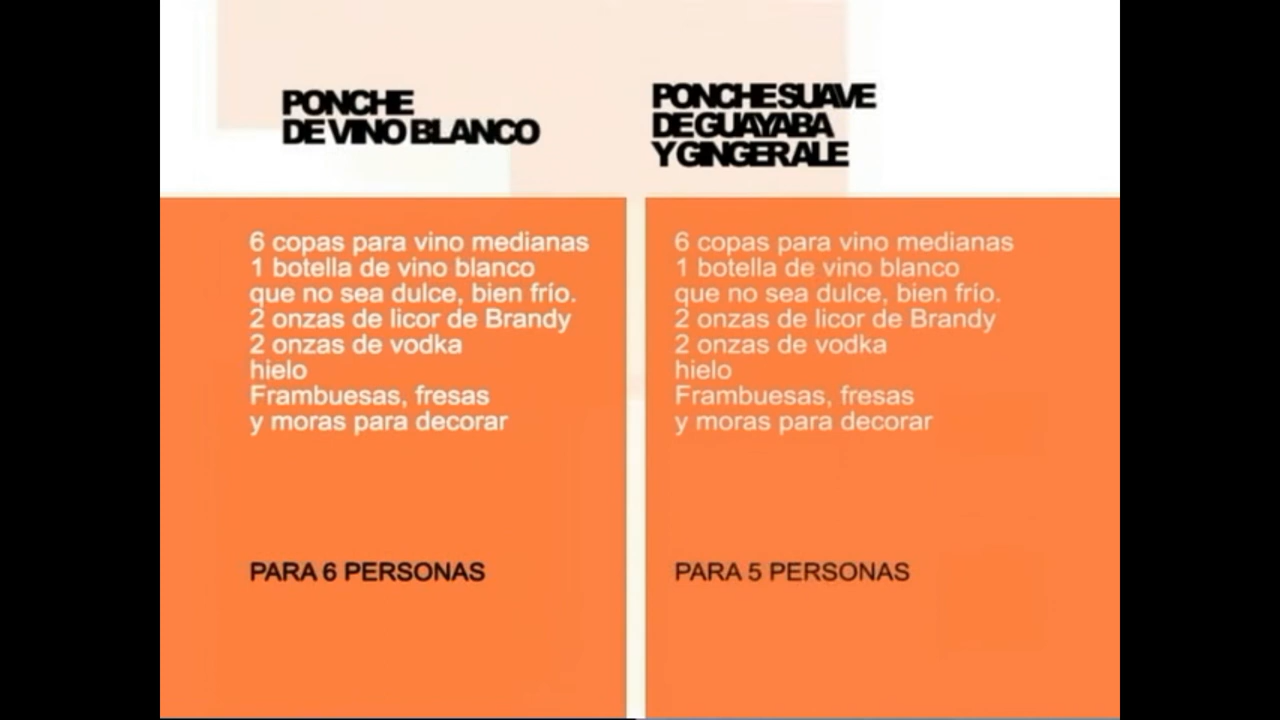 PONCHE
DE VINO BLANCO
6 copas para vino medianas
1 botella de vino blanco
que no sea dulce, bien frío.
2 onzas de licor de Brandy
2 onzas de vodka
hielo
Frambuesas, fresas
y moras para decorar
PARA 6 PERSONAS
PONCHE SUAVE
DE GUAYABA
Y GINGER ALE
6 copas para vino medianas
1 botella de vino blanco
que no sea dulce, bien frío.
2 onzas de licor de Brandy
2 onzas de vodka
hielo
Frambuesas, fresas
y moras para decorar
PARA 5 PERSONAS